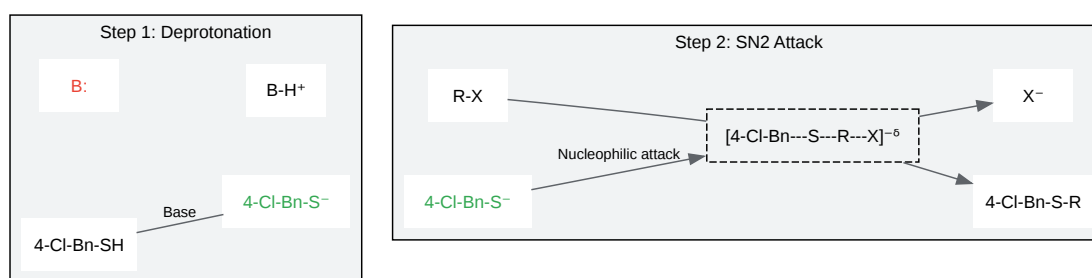 Step 1: Deprotonation
B:
B-H⁺
Base
4-Cl-Bn-S⁻
4-Cl-Bn-SH
Step 2: SN2 Attack
R-X
X⁻
[4-Cl-Bn---S---R---X]⁻ᵟ
Nucleophilic attack
4-Cl-Bn-S⁻
4-Cl-Bn-S-R